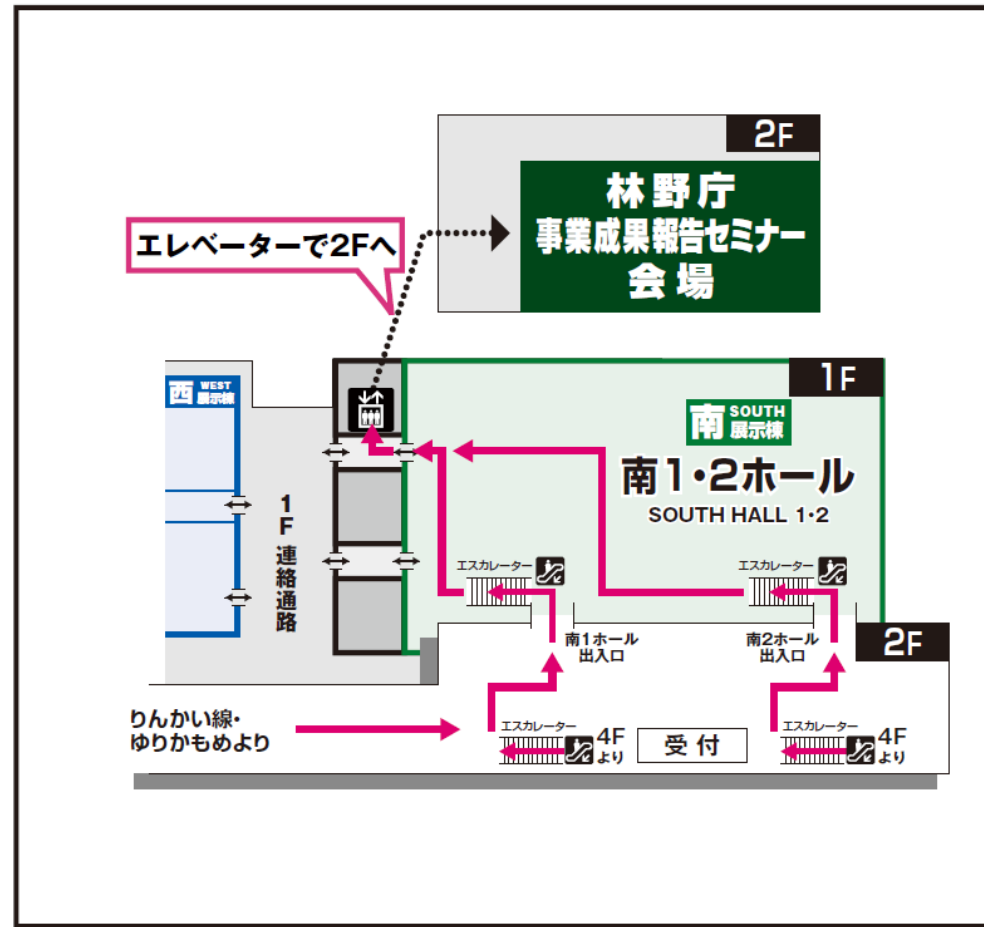 2F
林野庁
事業成果報告セミナー
会場
エレベーターで2Fへ
1F
西 WEST 展示棟
南 SOUTH 展示棟
南1・2ホール
SOUTH HALL 1・2
1F 連絡通路
エスカレーター
エスカレーター
南1ホール
出入口
南2ホール
出入口
2F
りんかい線・
ゆりかもめより
エスカレーター
4F
より
受付
エスカレーター
4F
より